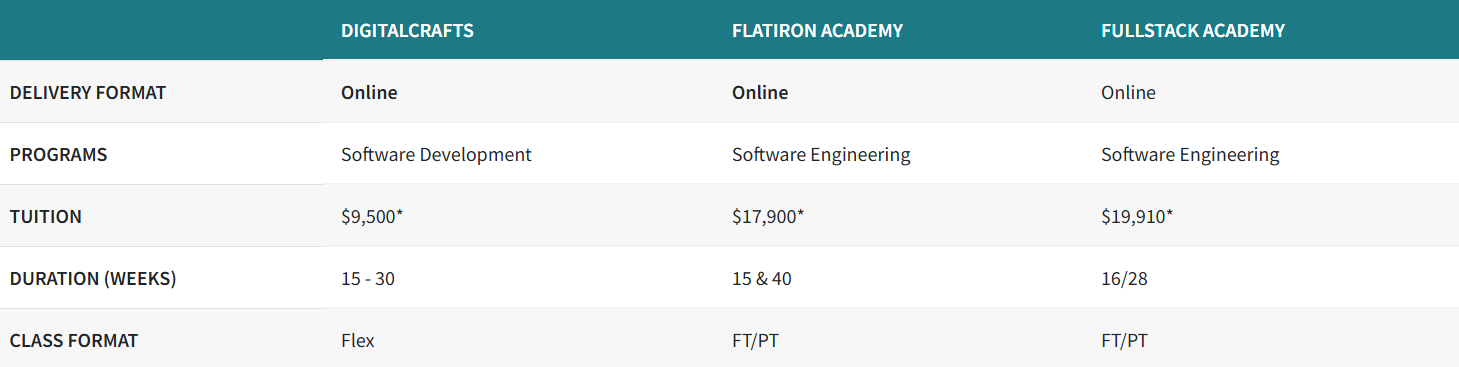 DIGITALCRAFTS FLATIRON ACADEMY FULLSTACK ACADEMY
DELIVERY FORMAT Online Online Online
PROGRAMS Software Development Software Engineering Software Engineering
TUITION $9,500* $17,900* $19,910*
DURATION (WEEKS) 15 - 30 15 & 40 16/28
CLASS FORMAT Flex FT/PT FT/PT